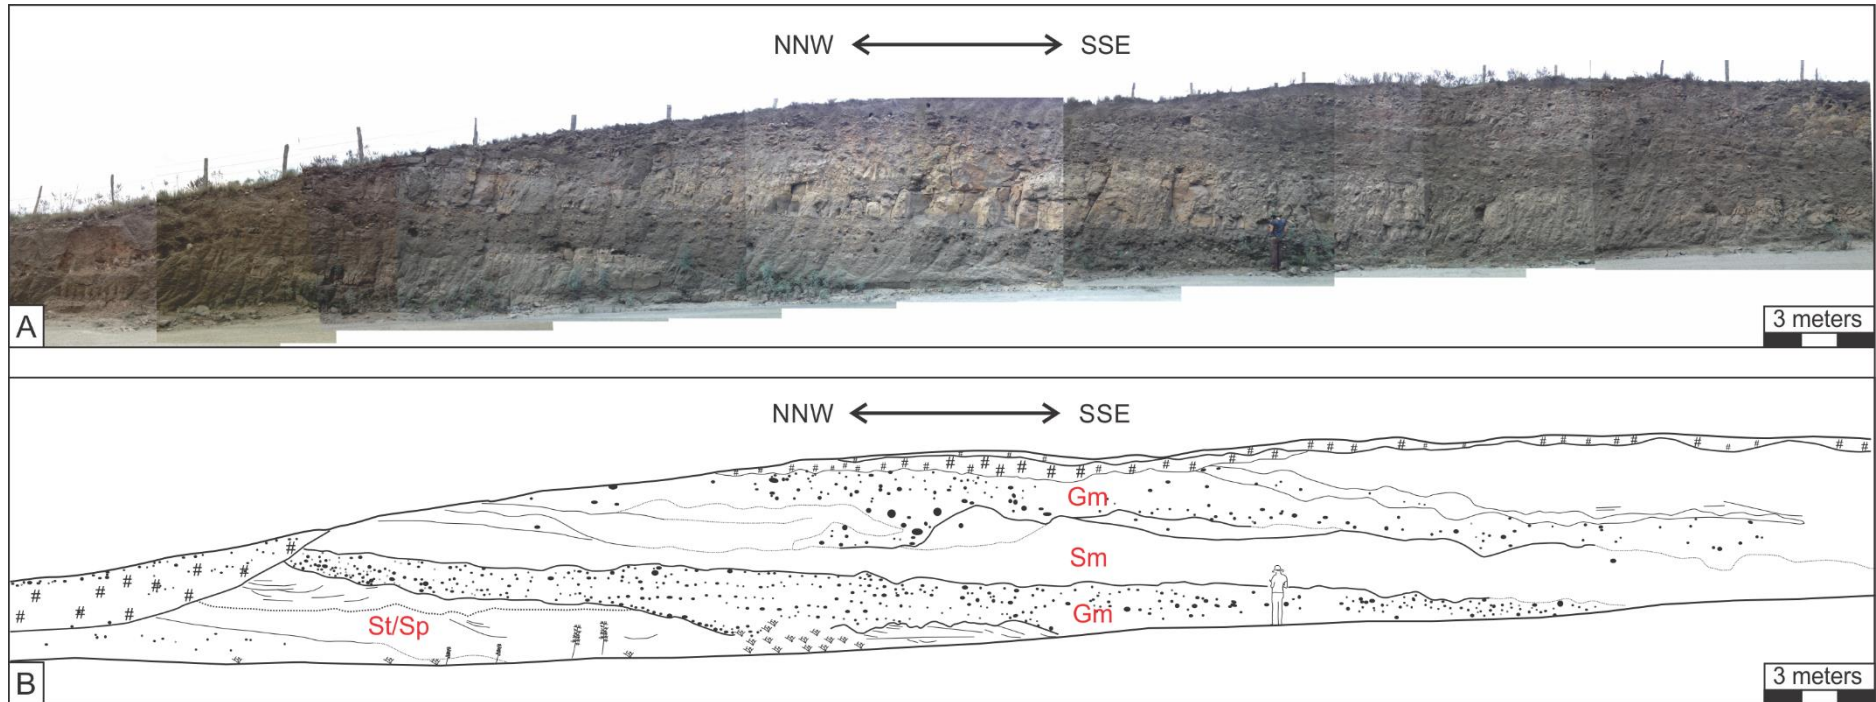 NNW SSE
A
3 meters
NNW SSE
Gm
Sm
Gm
St/Sp
B
3 meters